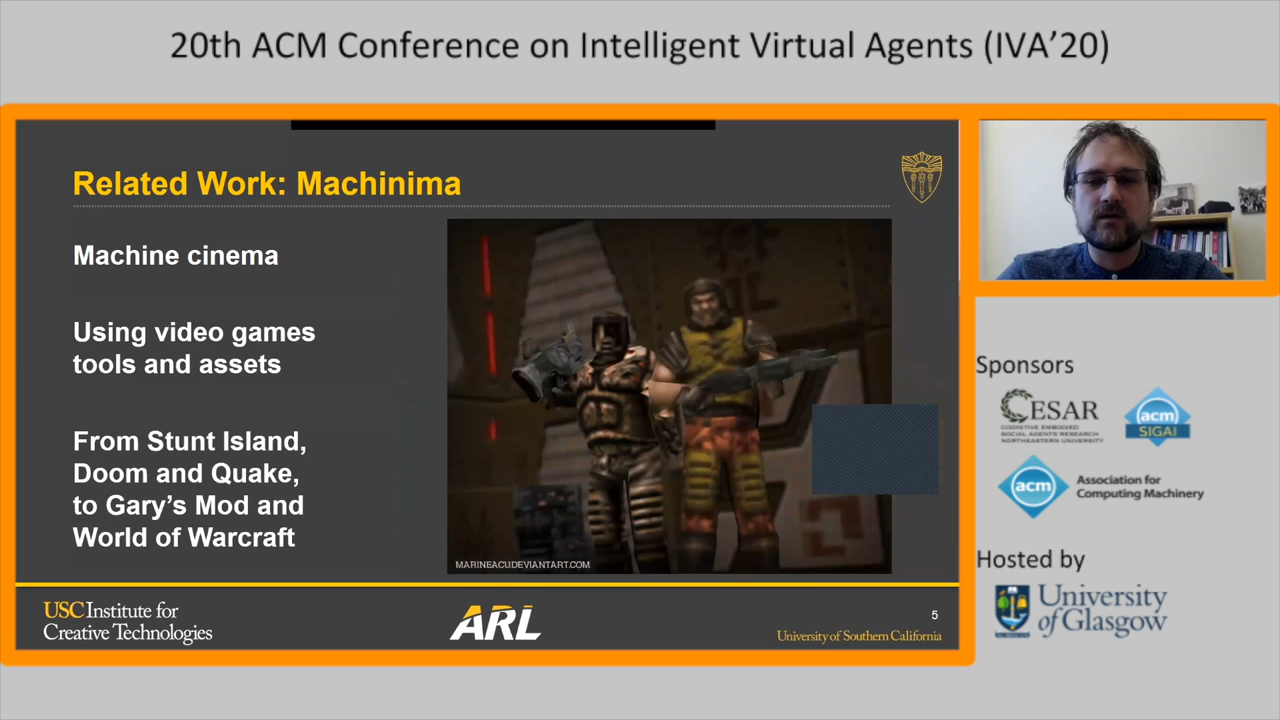 20th ACM Conference on Intelligent Virtual Agents (IVA’20)
Related Work: Machinima
Machine cinema
Using video games
tools and assets
From Stunt Island,
Doom and Quake,
to Gary’s Mod and
World of Warcraft
MARINEACU.DEVIANTART.COM
USC Institute for
Creative Technologies
ARL
5
University of Southern California
Sponsors
CESAR
COGNITIVE EMBODIED
SOCIAL AGENTS RESEARCH
NORTHEASTERN UNIVERSITY
acm
SIGAI
acm
Association for
Computing Machinery
Hosted by
University
of Glasgow